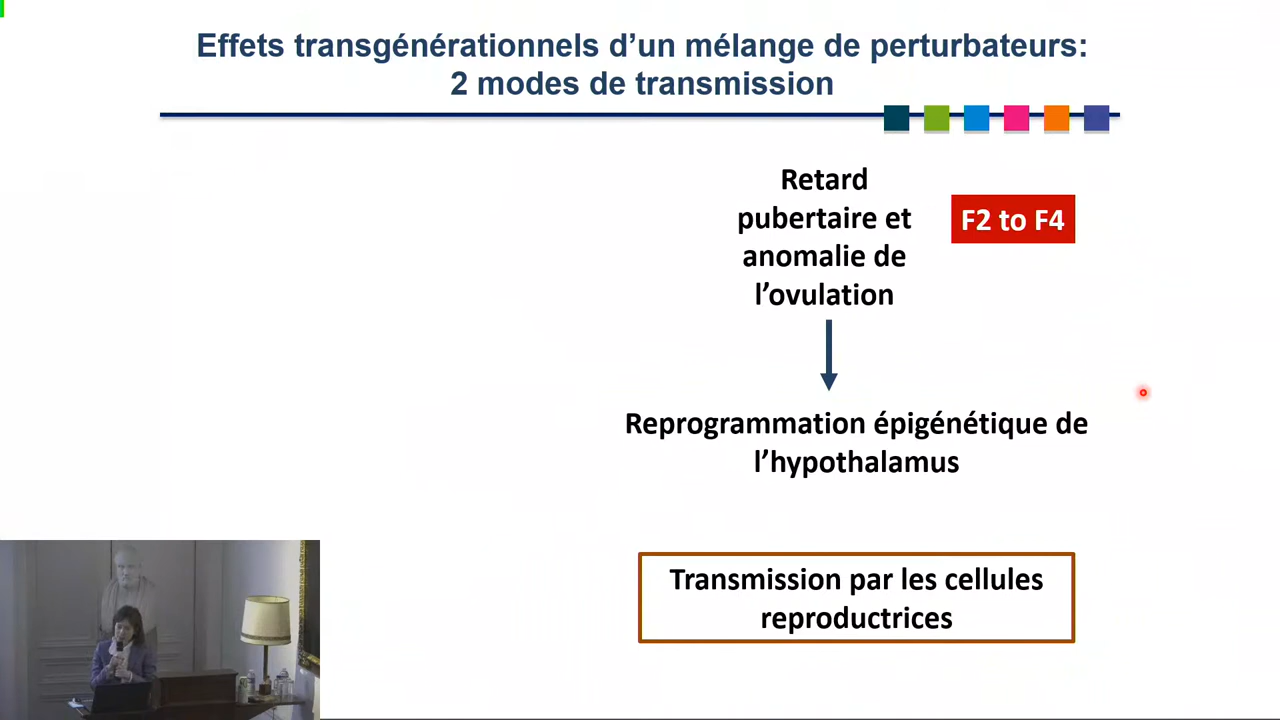 Effets transgénérationnels d’un mélange de perturbateurs:
2 modes de transmission
Retard
pubertaire et
anomalie de
l’ovulation
F2 to F4
Reprogrammation épigénétique de
l’hypothalamus
Transmission par les cellules
reproductrices